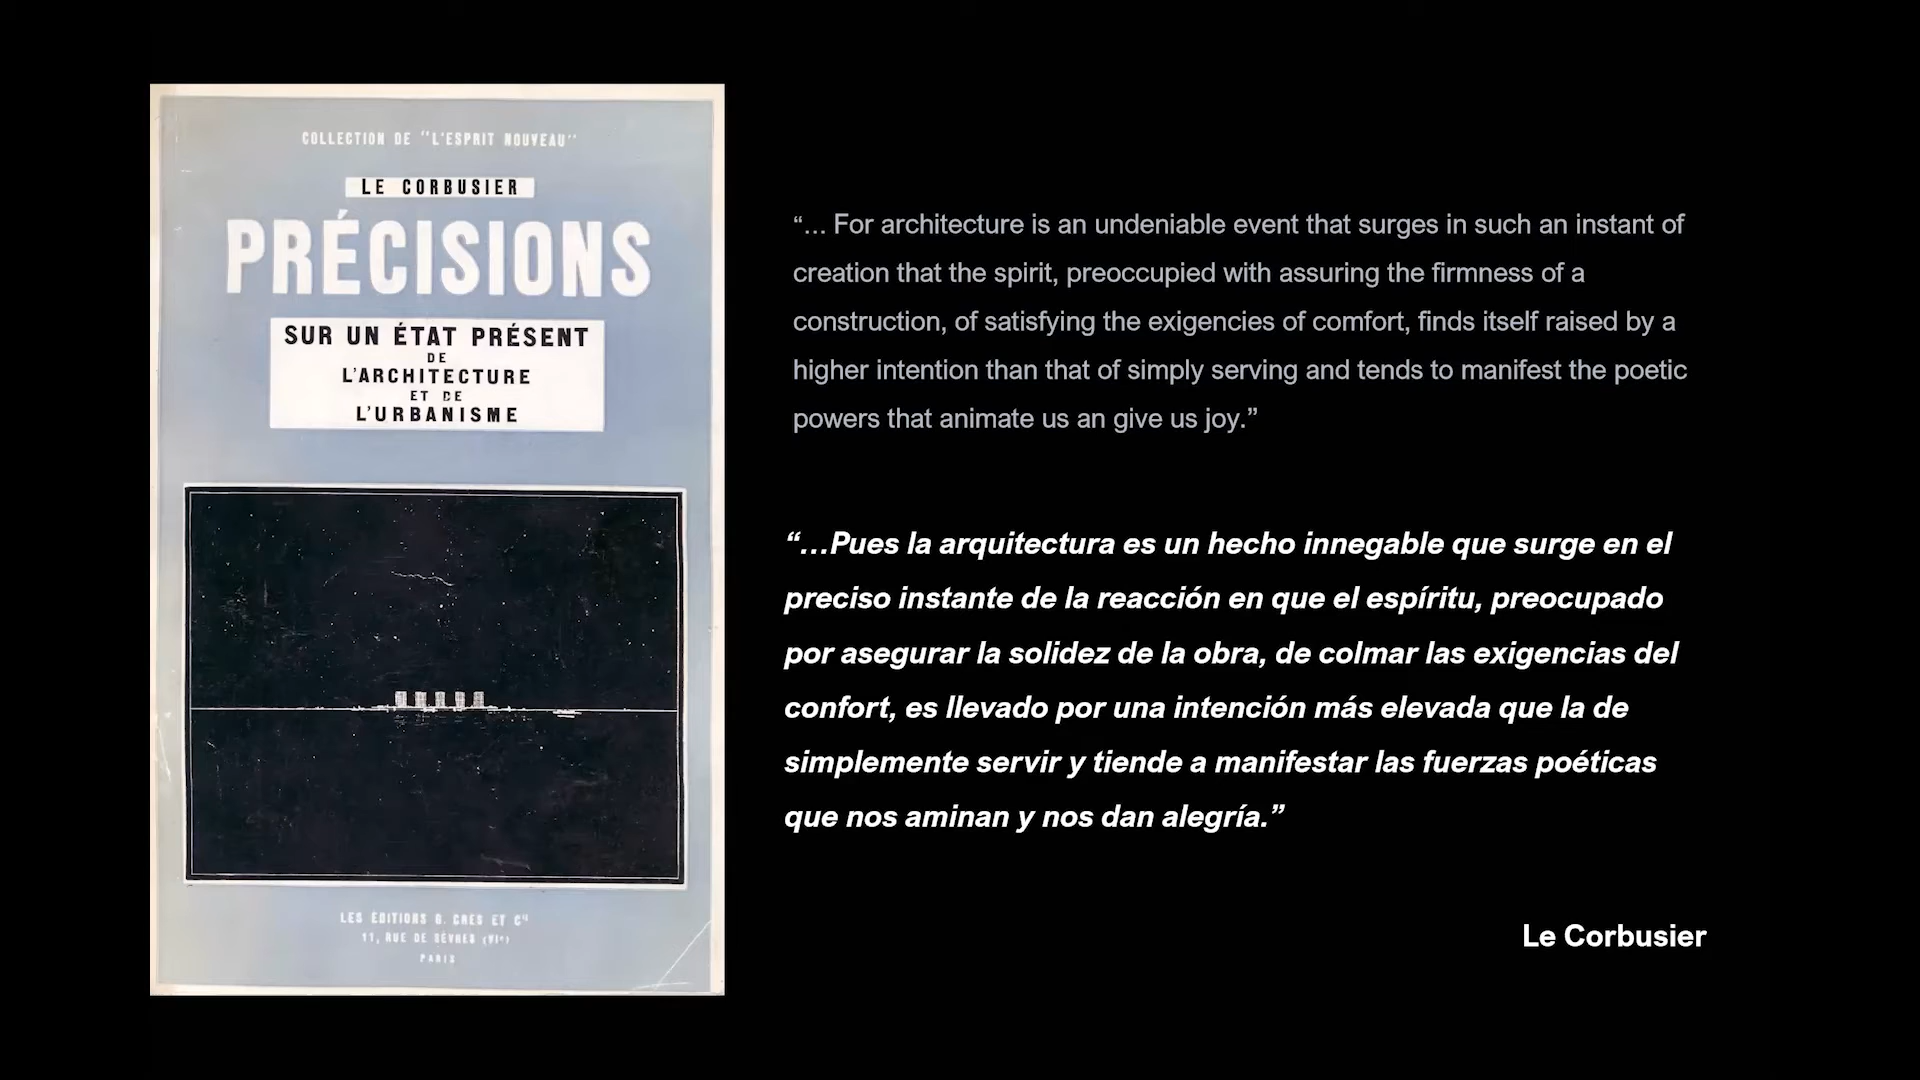 COLLECTION DE "L'ESPRIT NOUVEAU"
LE CORBUSIER
PRÉCISIONS
SUR UN ÉTAT PRÉSENT
DE
L'ARCHITECTURE
ET DE
L'URBANISME
LES ÉDITIONS G. CRES ET Cie
11, RUE DE SÈVRES (VIe)
PARIS
“... For architecture is an undeniable event that surges in such an instant of
creation that the spirit, preoccupied with assuring the firmness of a
construction, of satisfying the exigencies of comfort, finds itself raised by a
higher intention than that of simply serving and tends to manifest the poetic
powers that animate us an give us joy.”
“…Pues la arquitectura es un hecho innegable que surge en el
preciso instante de la reacción en que el espíritu, preocupado
por asegurar la solidez de la obra, de colmar las exigencias del
confort, es llevado por una intención más elevada que la de
simplemente servir y tiende a manifestar las fuerzas poéticas
que nos aminan y nos dan alegría.”
Le Corbusier